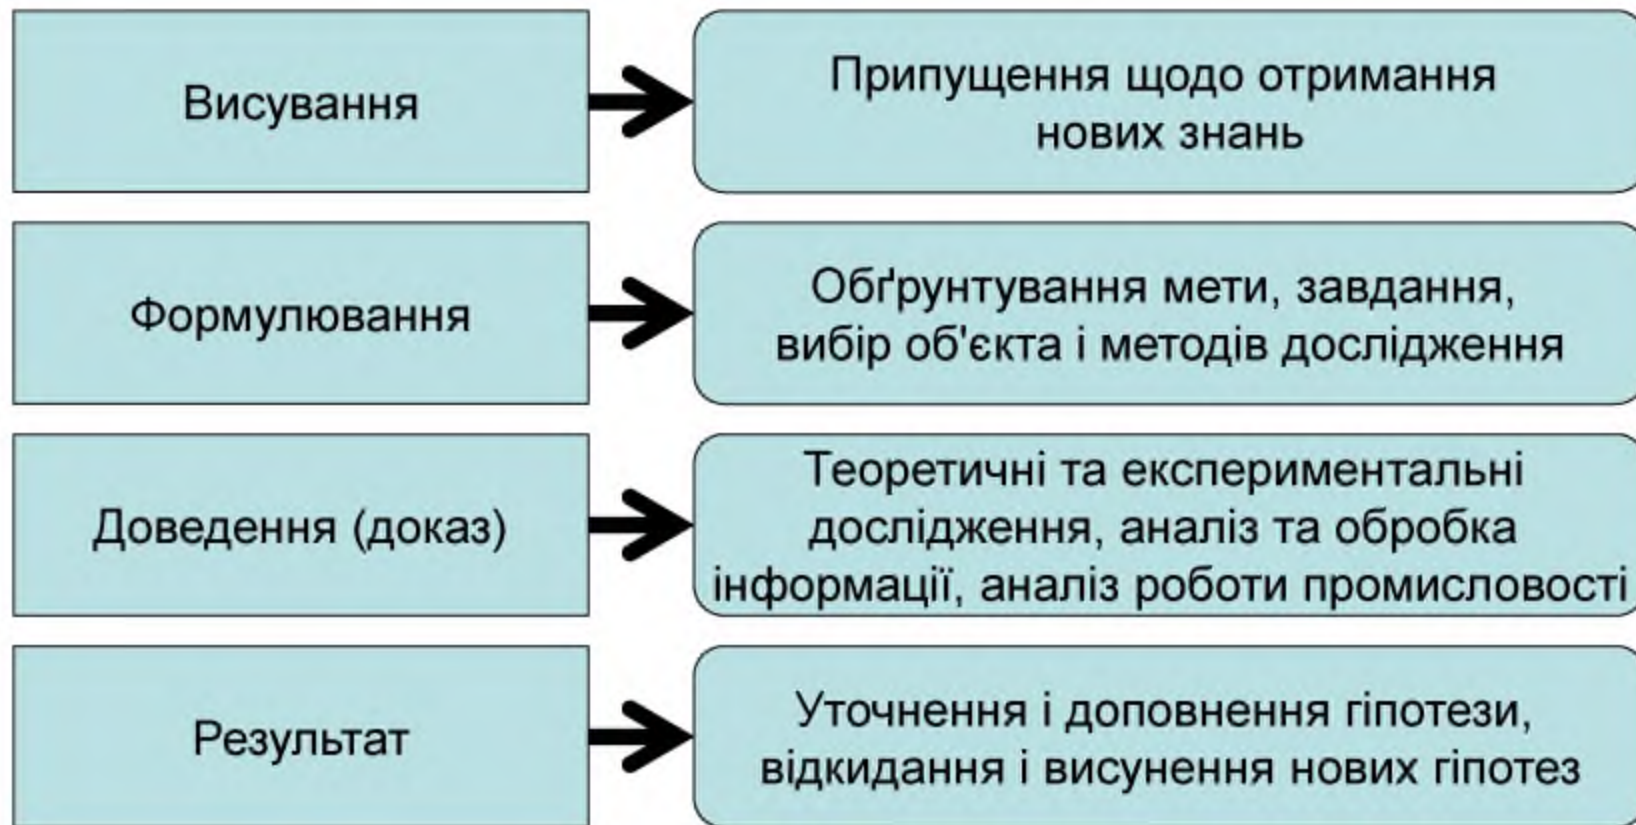 Висування
Припущення щодо отримання
нових знань
Формулювання
Обґрунтування мети, завдання,
вибір об'єкта і методів дослідження
Доведення (доказ)
Теоретичні та експериментальні
дослідження, аналіз та обробка
інформації, аналіз роботи промисловості
Результат
Уточнення і доповнення гіпотези,
відкидання і висунення нових гіпотез